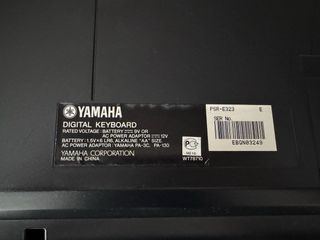 YAMAHA
DIGITAL KEYBOARD
RATED VOLTAGE : BATTERY ⎓ 9V OR
AC POWER ADAPTOR ⎓ 12V
BATTERY : 1.5V×6 LR6, ALKALINE "AA" SIZE
AC POWER ADAPTOR : YAMAHA PA-3C, PA-130
YAMAHA CORPORATION
MADE IN CHINA
WT78710
PSR-E323 E
SER No.
EBGN03249